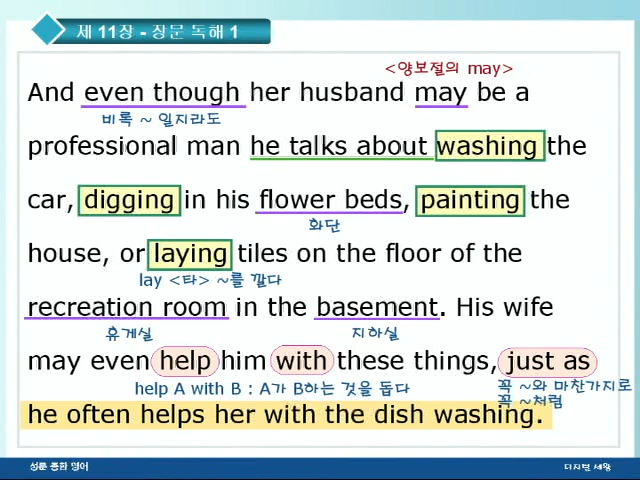 제 11장 - 장문 독해 1
<양보절의 may>
And even though her husband may be a
비록 ~ 일지라도
professional man he talks about washing the
car, digging in his flower beds, painting the
화단
house, or laying tiles on the floor of the
lay <타> ~를 깔다
recreation room in the basement. His wife
유게실 지하실
may even help him with these things, just as
help A with B : A가 B하는 것을 돕다 꼭 ~와 마찬가지로
꼭 ~처럼
he often helps her with the dish washing.
성문 종합 영어 디지털 세움